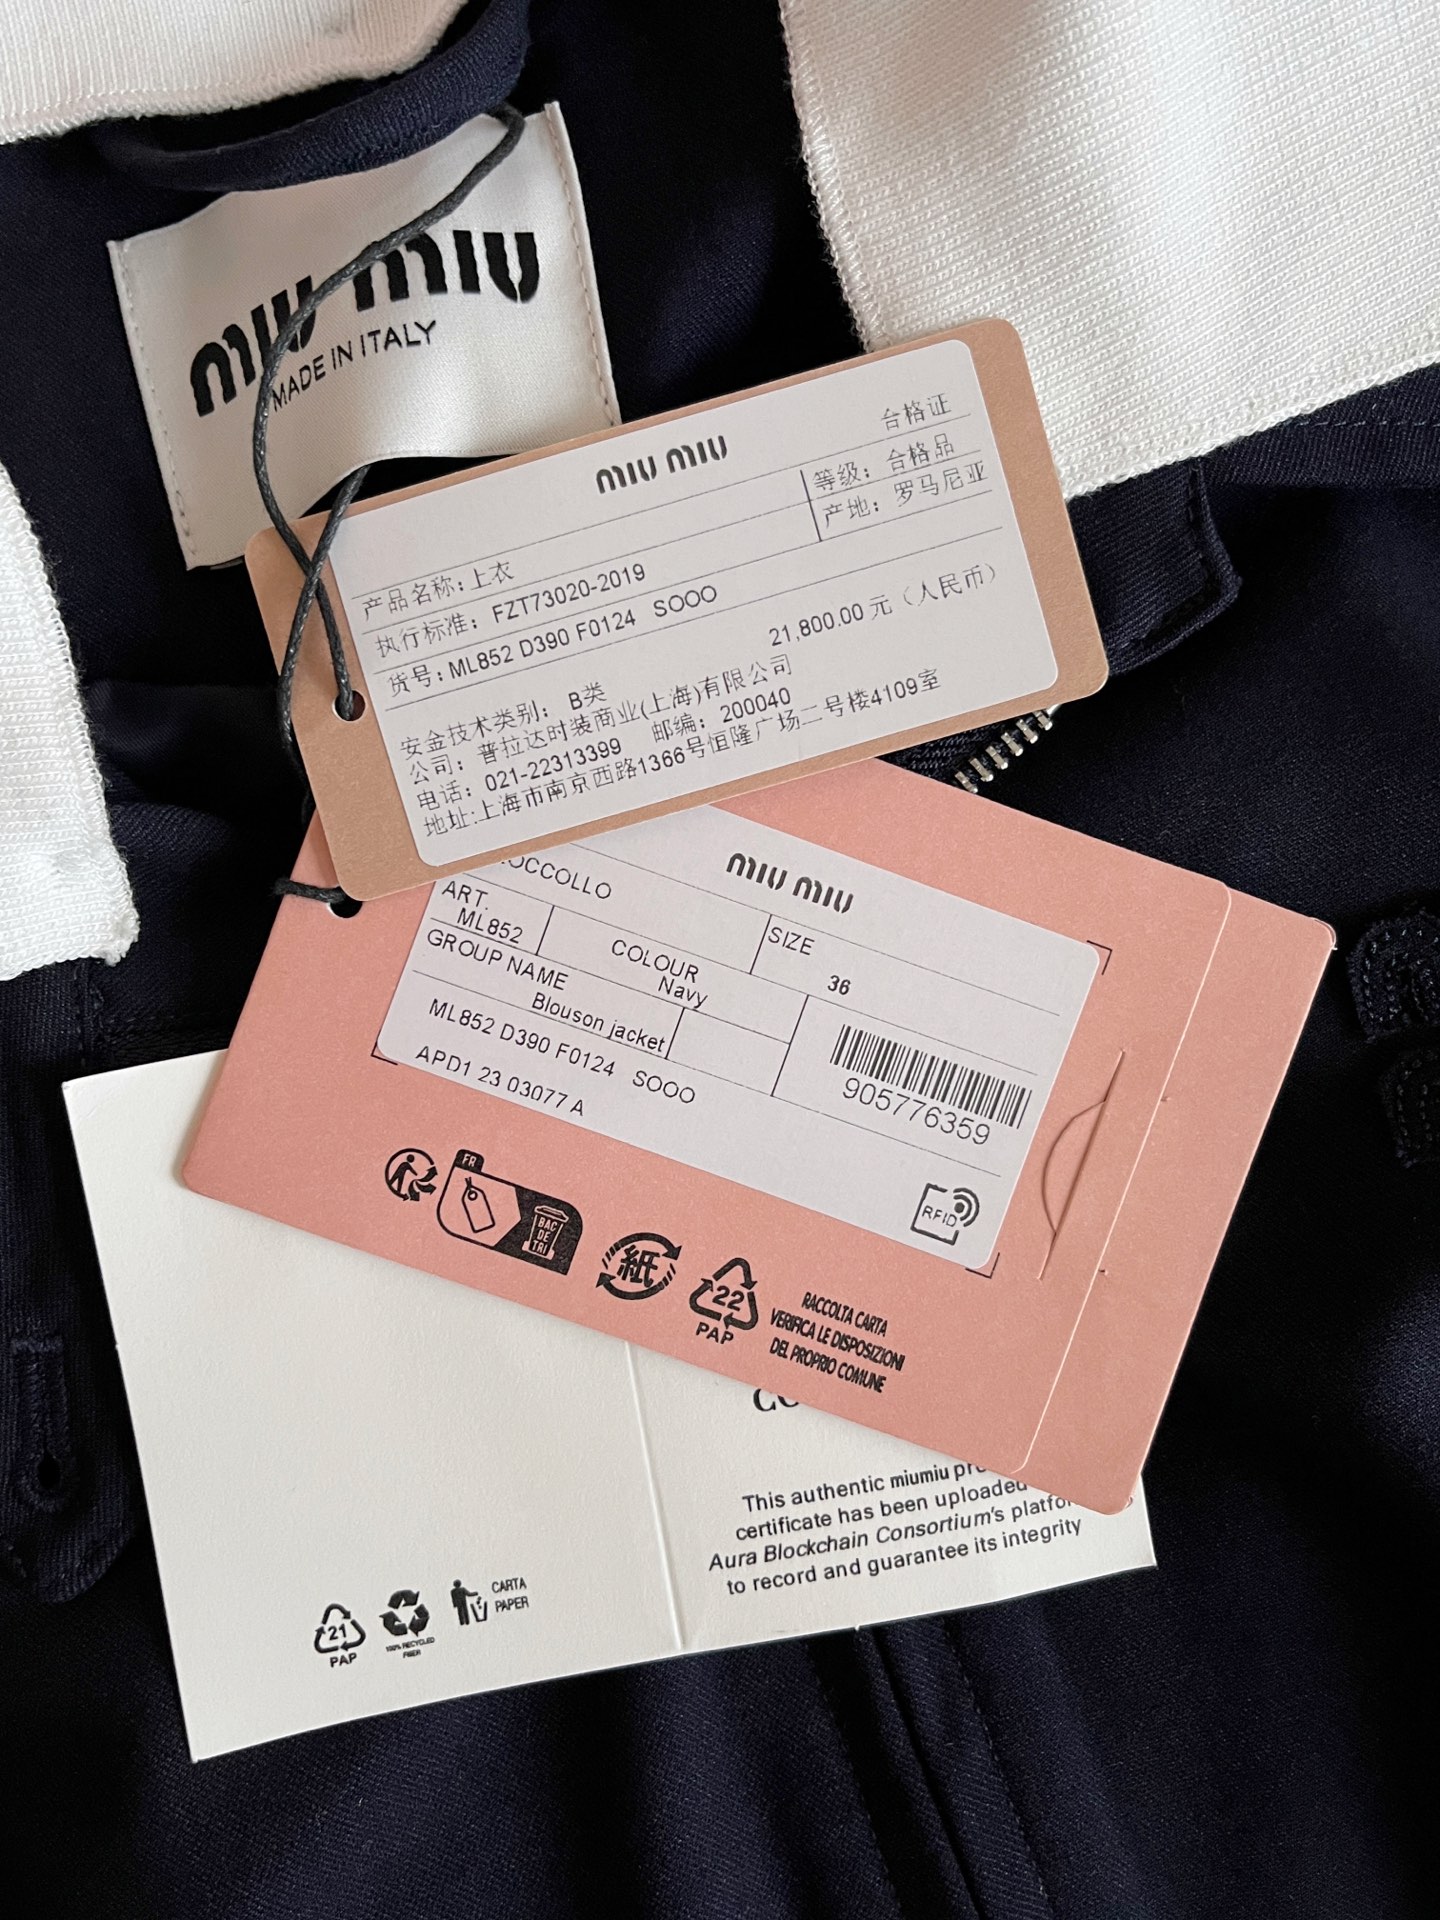 miu miu
MADE IN ITALY
miu miu
合格证
等级： 合格品
产地： 罗马尼亚
产品名称: 上衣
执行标准： FZT73020-2019
货号: ML852 D390 F0124 SOOO
21,800.00 元（人民币）
安金技术类别： B类
公司： 普拉达时装商业(上海)有限公司
电话： 021-22313399 邮编： 200040
地址:上海市南京西路1366号恒隆广场二号楼4109室
miu miu
OCCOLLO
ART.
ML852
COLOUR
Navy
SIZE
36
GROUP NAME
Blouson jacket
ML852 D390 F0124 SOOO
APD1 23 03077 A
905776359
RFID
FR
BAC
DE
TRI
紙
22
PAP
RACCOLTA CARTA
VERIFICA LE DISPOSIZIONI
DEL PROPRIO COMUNE
This authentic miumiu pr
certificate has been uploaded
Aura Blockchain Consortium's platfo
to record and guarantee its integrity
21
PAP
100% RECYCLED
FIBER
CARTA
PAPER